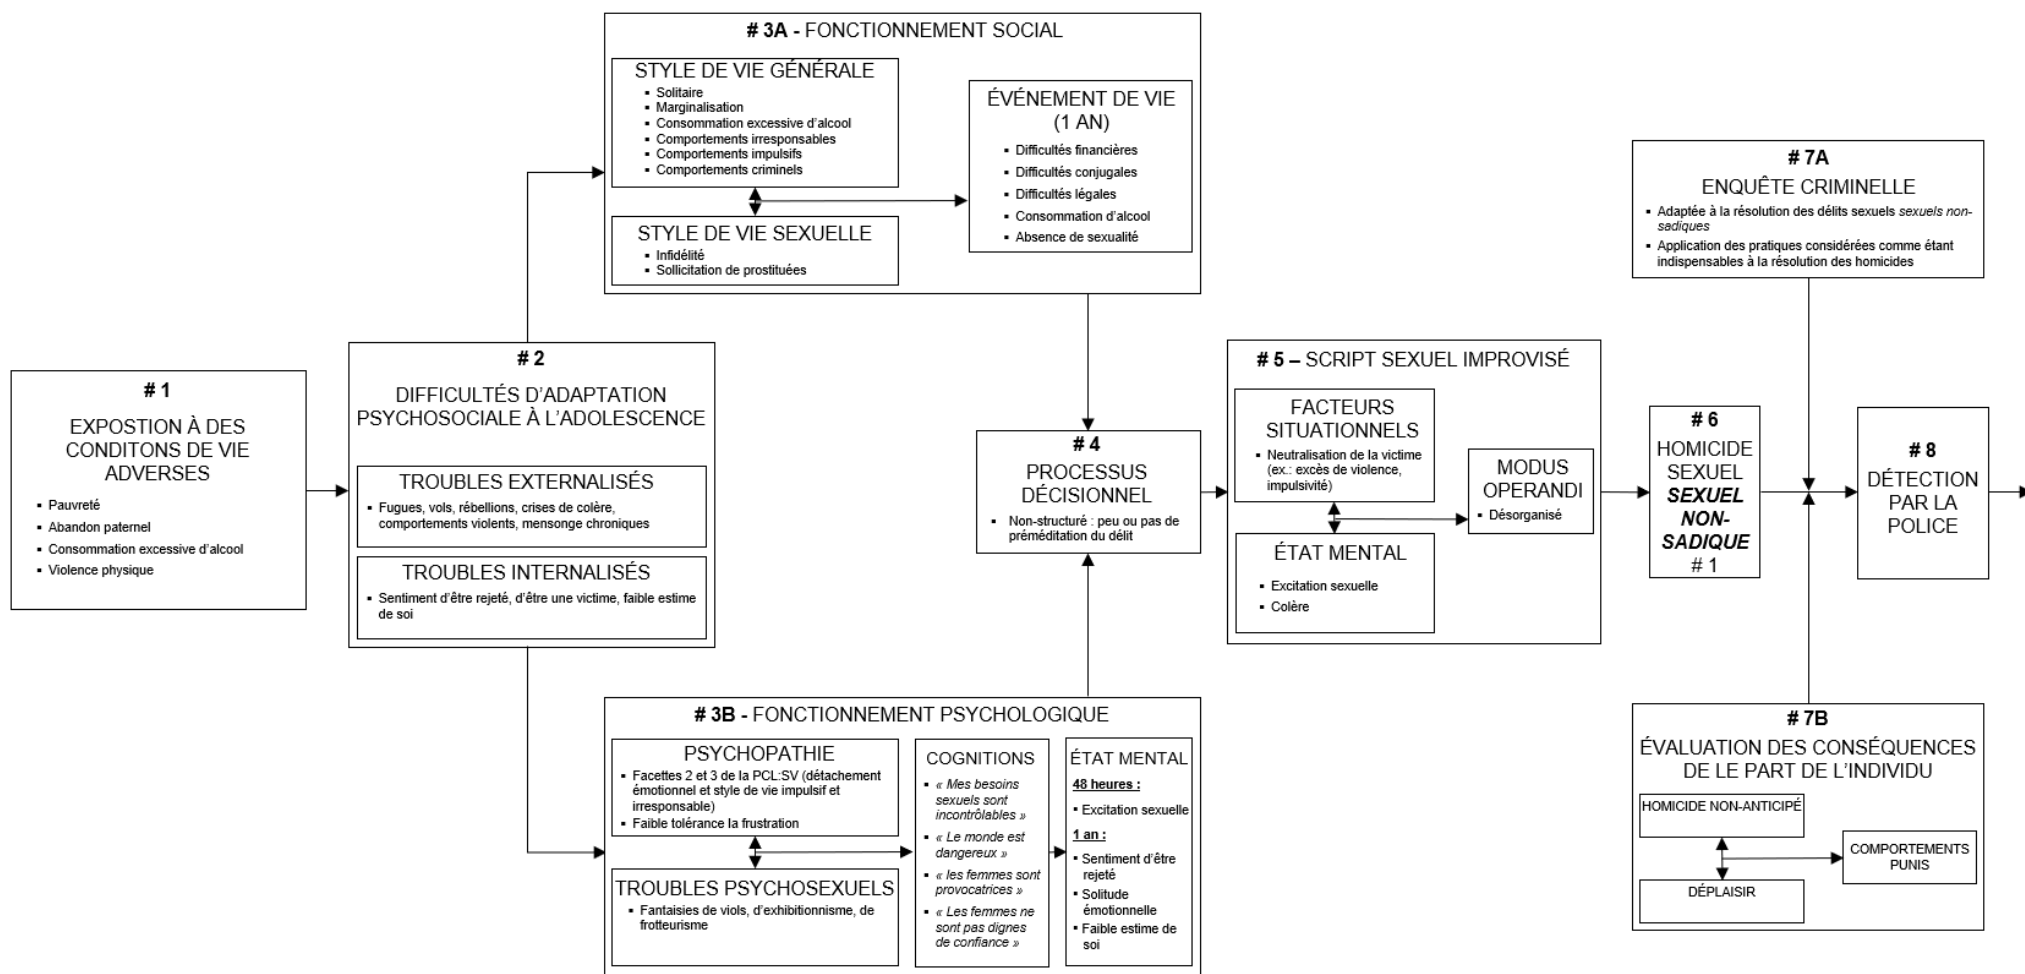 # 1
EXPOSTION À DES
CONDITONS DE VIE
ADVERSES
▪ Pauvreté
▪ Abandon paternel
▪ Consommation excessive d'alcool
▪ Violence physique
# 2
DIFFICULTÉS D'ADAPTATION
PSYCHOSOCIALE À L'ADOLESCENCE
TROUBLES EXTERNALISÉS
▪ Fugues, vols, rébellions, crises de colère,
comportements violents, mensonge chroniques
TROUBLES INTERNALISÉS
▪ Sentiment d'être rejeté, d'être une victime, faible estime
de soi
# 3A - FONCTIONNEMENT SOCIAL
STYLE DE VIE GÉNÉRALE
▪ Solitaire
▪ Marginalisation
▪ Consommation excessive d'alcool
▪ Comportements irresponsables
▪ Comportements impulsifs
▪ Comportements criminels
STYLE DE VIE SEXUELLE
▪ Infidélité
▪ Sollicitation de prostituées
ÉVÉNEMENT DE VIE
(1 AN)
▪ Difficultés financières
▪ Difficultés conjugales
▪ Difficultés légales
▪ Consommation d'alcool
▪ Absence de sexualité
# 3B - FONCTIONNEMENT PSYCHOLOGIQUE
PSYCHOPATHIE
▪ Facettes 2 et 3 de la PCL:SV (détachement
émotionnel et style de vie impulsif et
irresponsable)
▪ Faible tolérance la frustration
TROUBLES PSYCHOSEXUELS
▪ Fantaisies de viols, d'exhibitionnisme, de
frotteurisme
COGNITIONS
▪ « Mes besoins
sexuels sont
incontrôlables »
▪ « Le monde est
dangereux »
▪ « les femmes sont
provocatrices »
▪ « Les femmes ne
sont pas dignes
de confiance »
ÉTAT MENTAL
48 heures :
▪ Excitation sexuelle
1 an :
▪ Sentiment d'être
rejeté
▪ Solitude
émotionnelle
▪ Faible estime de
soi
# 4
PROCESSUS
DÉCISIONNEL
▪ Non-structuré : peu ou pas de
préméditation du délit
# 5 – SCRIPT SEXUEL IMPROVISÉ
FACTEURS
SITUATIONNELS
▪ Neutralisation de la victime
(ex.: excès de violence,
impulsivité)
ÉTAT MENTAL
▪ Excitation sexuelle
▪ Colère
MODUS
OPERANDI
▪ Désorganisé
# 6
HOMICIDE
SEXUEL
SEXUEL
NON-
SADIQUE
# 1
# 7A
ENQUÊTE CRIMINELLE
▪ Adaptée à la résolution des délits sexuels sexuels non-
sadiques
▪ Application des pratiques considérées comme étant
indispensables à la résolution des homicides
# 7B
ÉVALUATION DES CONSÉQUENCES
DE LE PART DE L'INDIVIDU
HOMICIDE NON-ANTICIPÉ
DÉPLAISIR
COMPORTEMENTS
PUNIS
# 8
DÉTECTION
PAR LA
POLICE